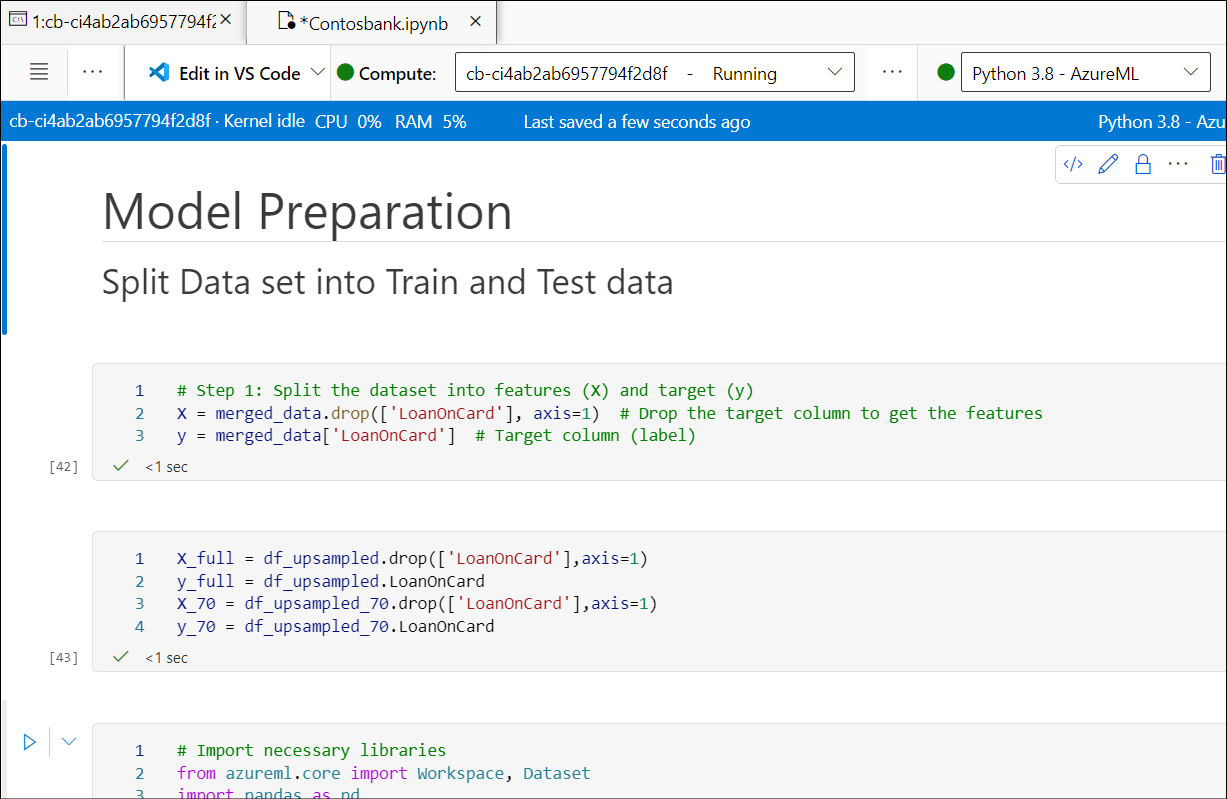 1:cb-ci4ab2ab6957794f2
*Contosbank.ipynb
Edit in VS Code
Compute:
cb-ci4ab2ab6957794f2d8f - Running
Python 3.8 - AzureML
cb-ci4ab2ab6957794f2d8f · Kernel idle CPU 0% RAM 5%
Last saved a few seconds ago
Python 3.8 - Azu
Model Preparation
Split Data set into Train and Test data
1 # Step 1: Split the dataset into features (X) and target (y)
2 X = merged_data.drop(['LoanOnCard'], axis=1) # Drop the target column to get the features
3 y = merged_data['LoanOnCard'] # Target column (label)
[42] <1 sec
1 X_full = df_upsampled.drop(['LoanOnCard'],axis=1)
2 y_full = df_upsampled.LoanOnCard
3 X_70 = df_upsampled_70.drop(['LoanOnCard'],axis=1)
4 y_70 = df_upsampled_70.LoanOnCard
[43] <1 sec
1 # Import necessary libraries
2 from azureml.core import Workspace, Dataset
3 import pandas as pd